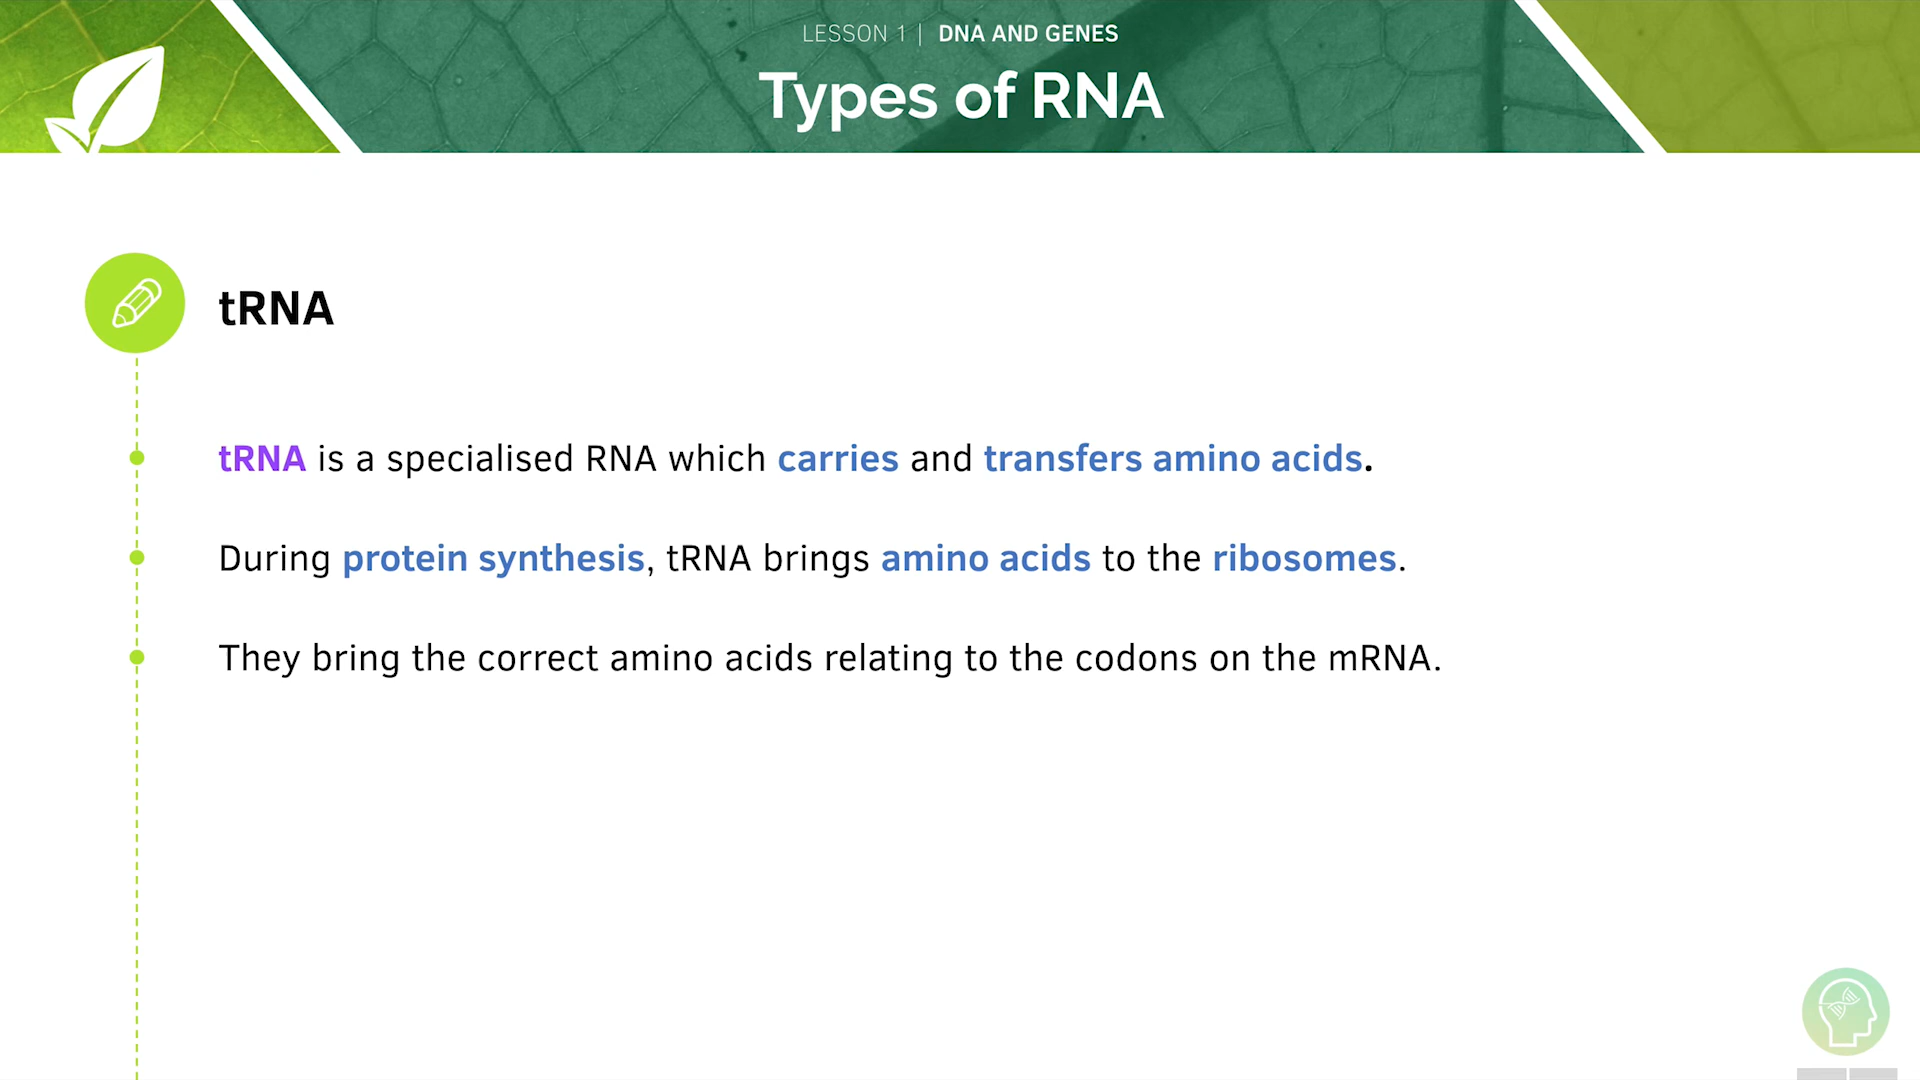 LESSON 1 | DNA AND GENES
Types of RNA
tRNA
tRNA is a specialised RNA which carries and transfers amino acids.
During protein synthesis, tRNA brings amino acids to the ribosomes.
They bring the correct amino acids relating to the codons on the mRNA.